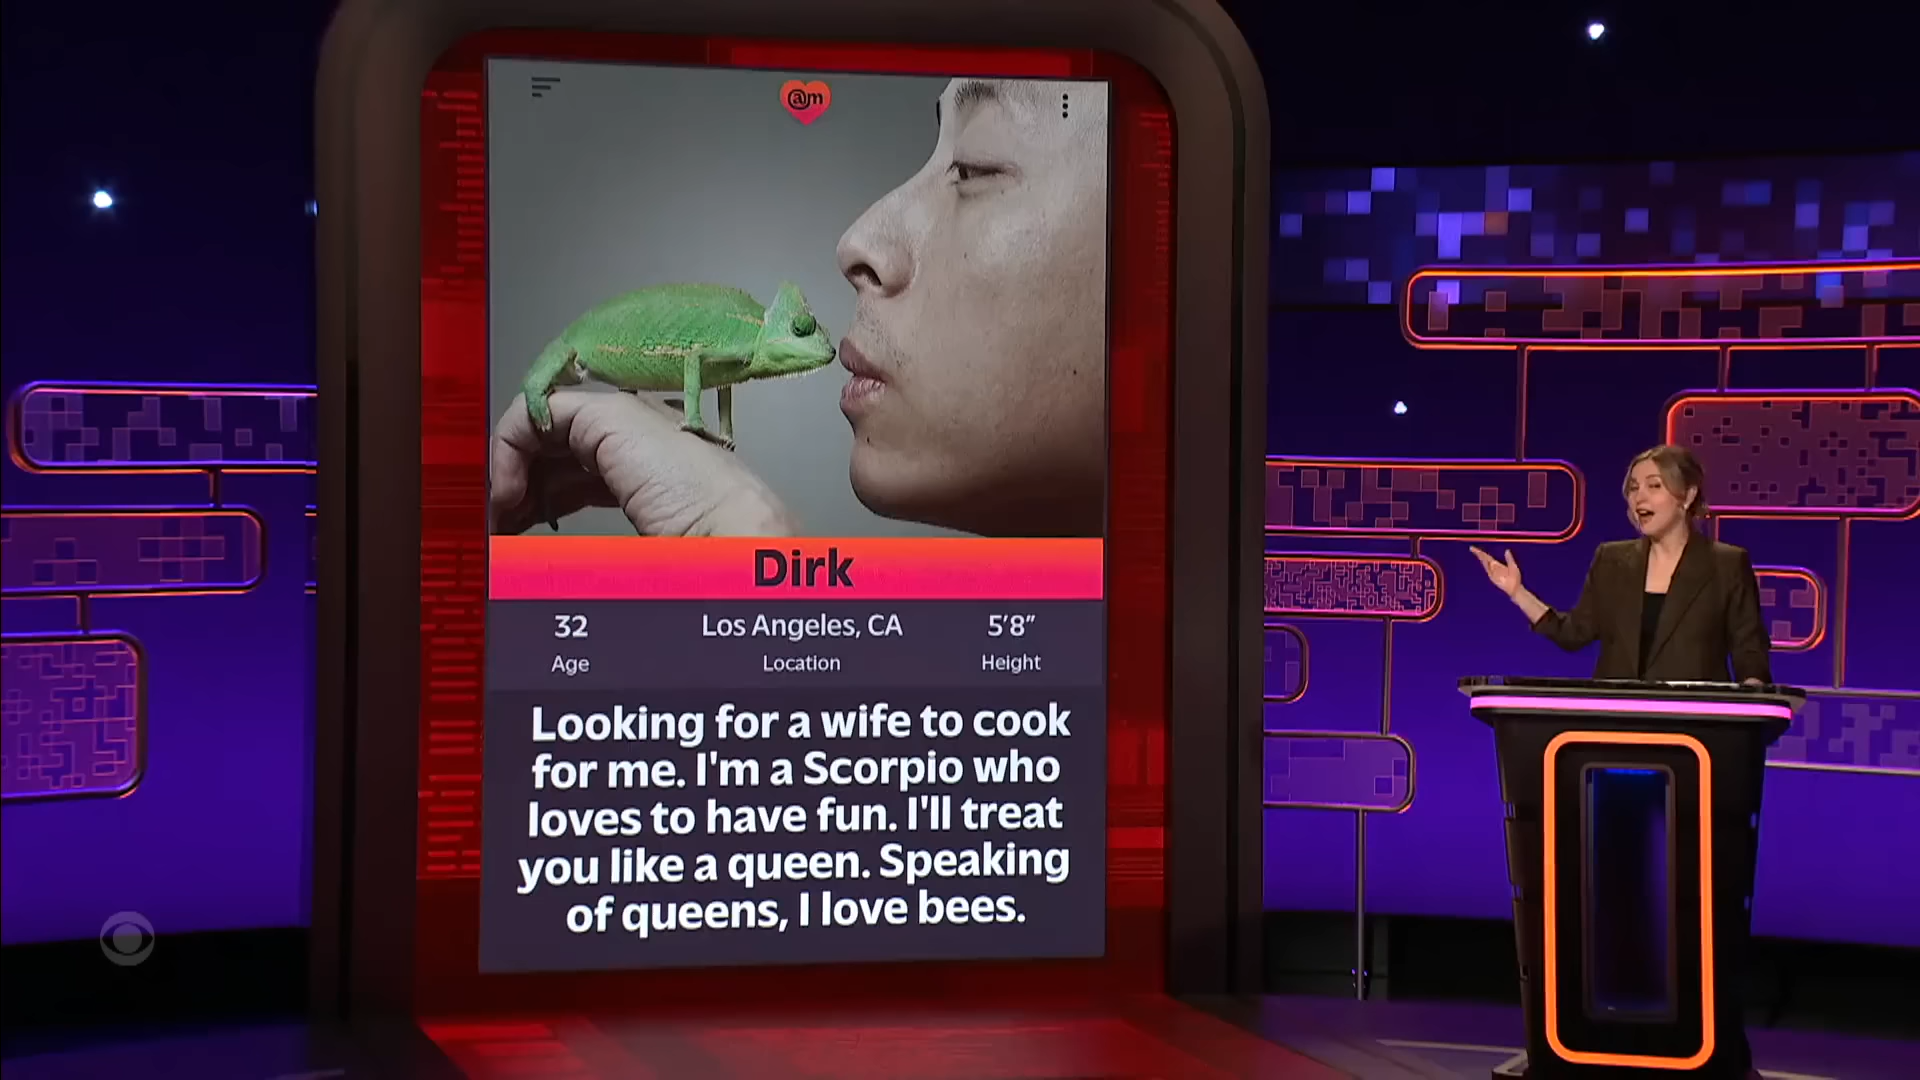 @m
Dirk
32 Los Angeles, CA 5'8"
Age Location Height
Looking for a wife to cook
for me. I'm a Scorpio who
loves to have fun. I'll treat
you like a queen. Speaking
of queens, I love bees.